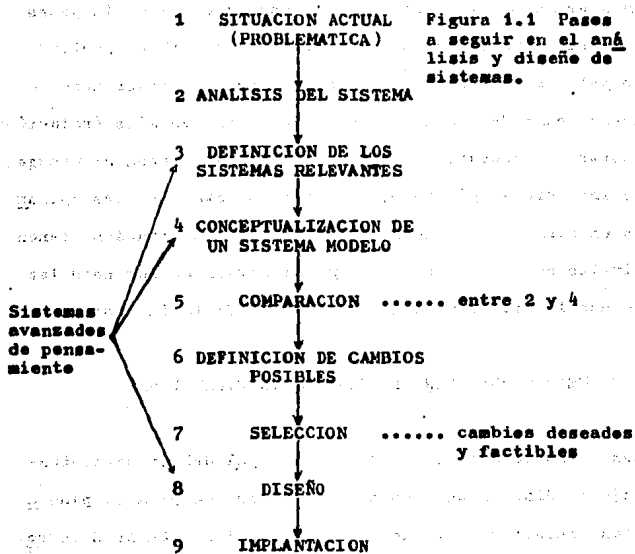 1 SITUACION ACTUAL
(PROBLEMATICA)
Figura 1.1 Pasos
a seguir en el aná
lisis y diseño de
sistemas.
2 ANALISIS DEL SISTEMA
3 DEFINICION DE LOS
SISTEMAS RELEVANTES
4 CONCEPTUALIZACION DE
UN SISTEMA MODELO
5 COMPARACION ...... entre 2 y 4
Sistemas
avanzados
de pensa-
miento
6 DEFINICION DE CAMBIOS
POSIBLES
7 SELECCION ...... cambios deseados
y factibles
8 DISEÑO
9 IMPLANTACION